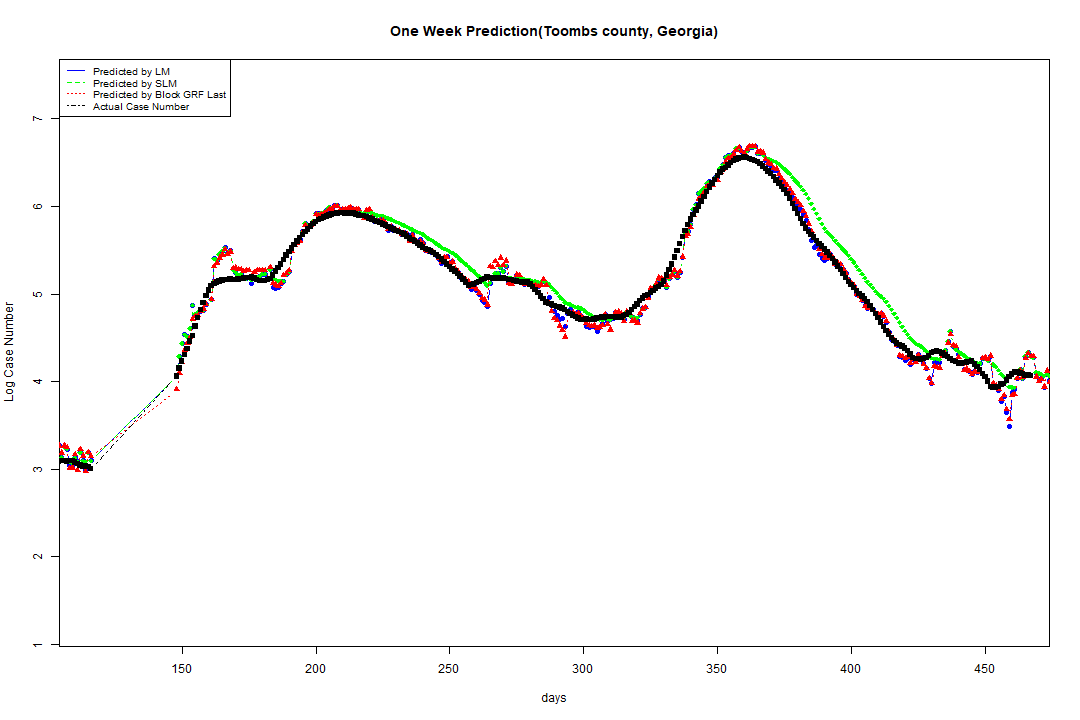 One Week Prediction(Toombs county, Georgia)
Predicted by LM
Predicted by SLM
Predicted by Block GRF Last
Actual Case Number
Log Case Number
7
6
5
4
3
2
1
150 200 250 300 350 400 450
days